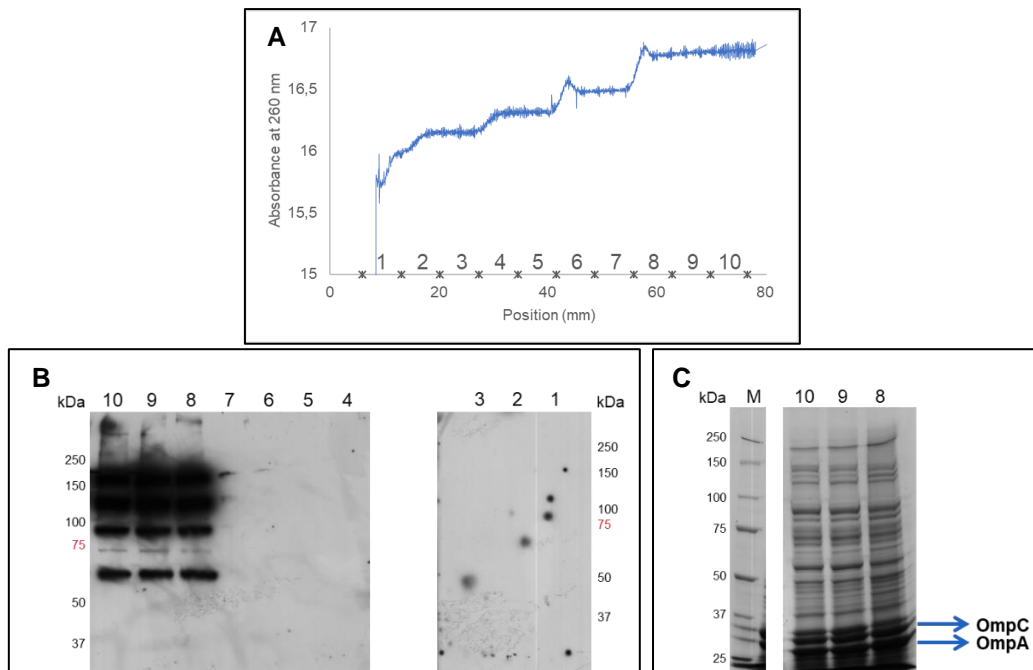 A
17
16,5
16
15,5
15
Absorbance at 260 nm
1 2 3 4 5 6 7 8 9 10
0 20 40 60 80
Position (mm)
B
kDa 10 9 8 7 6 5 4
250
150
100
75
50
37
3 2 1 kDa
250
150
100
75
50
37
C
kDa M 10 9 8
250
150
100
75
50
37
25
OmpC
OmpA